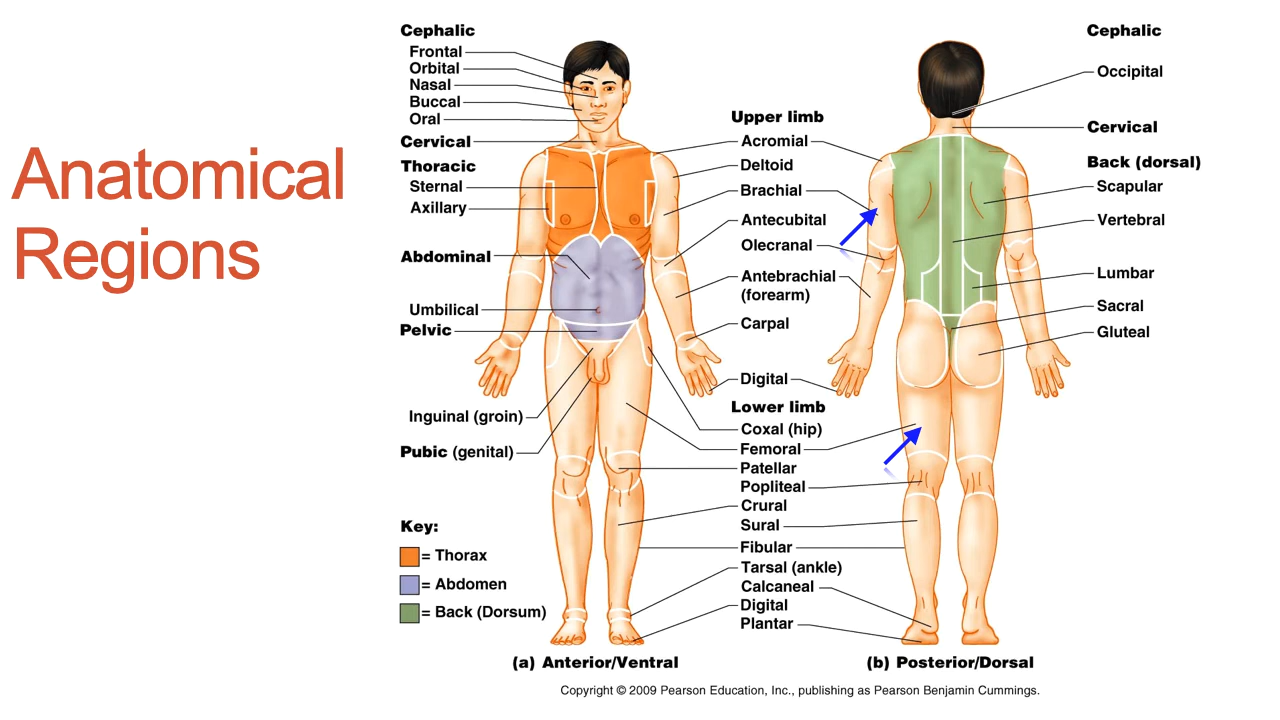 Anatomical
Regions
Cephalic
Frontal
Orbital
Nasal
Buccal
Oral
Cervical
Thoracic
Sternal
Axillary
Abdominal
Umbilical
Pelvic
Inguinal (groin)
Pubic (genital)
Key:
= Thorax
= Abdomen
= Back (Dorsum)
Upper limb
Acromial
Deltoid
Brachial
Antecubital
Olecranal
Antebrachial
(forearm)
Carpal
Digital
Lower limb
Coxal (hip)
Femoral
Patellar
Popliteal
Crural
Sural
Fibular
Tarsal (ankle)
Calcaneal
Digital
Plantar
Cephalic
Occipital
Cervical
Back (dorsal)
Scapular
Vertebral
Lumbar
Sacral
Gluteal
(a) Anterior/Ventral
(b) Posterior/Dorsal
Copyright © 2009 Pearson Education, Inc., publishing as Pearson Benjamin Cummings.